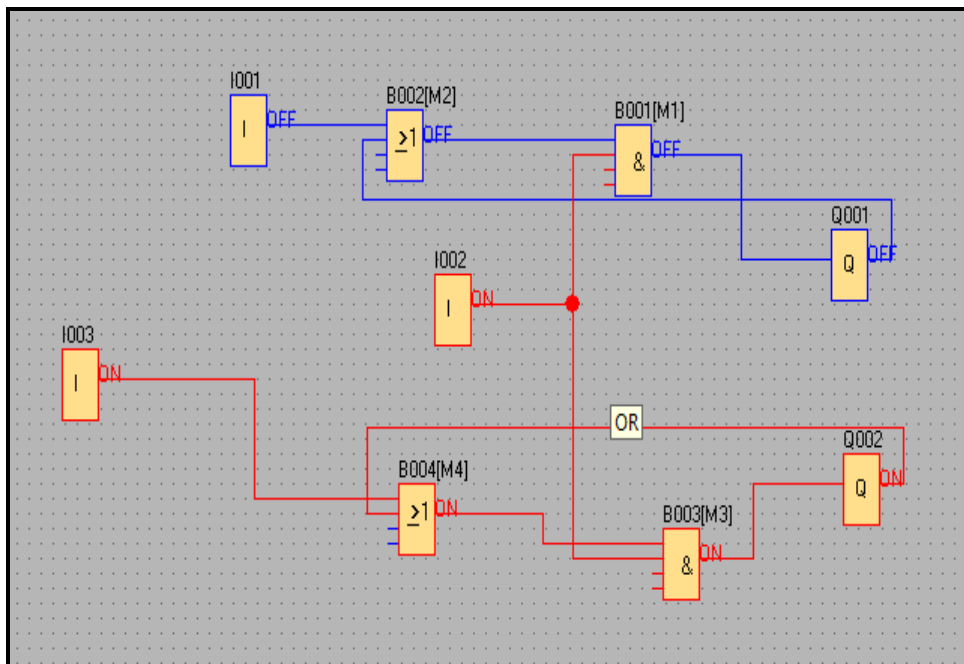 I001
I
OFF
B002[M2]
≥1
OFF
B001[M1]
&
OFF
Q001
Q
OFF
I002
I
ON
I003
I
ON
OR
Q002
Q
ON
B004[M4]
≥1
ON
B003[M3]
&
ON